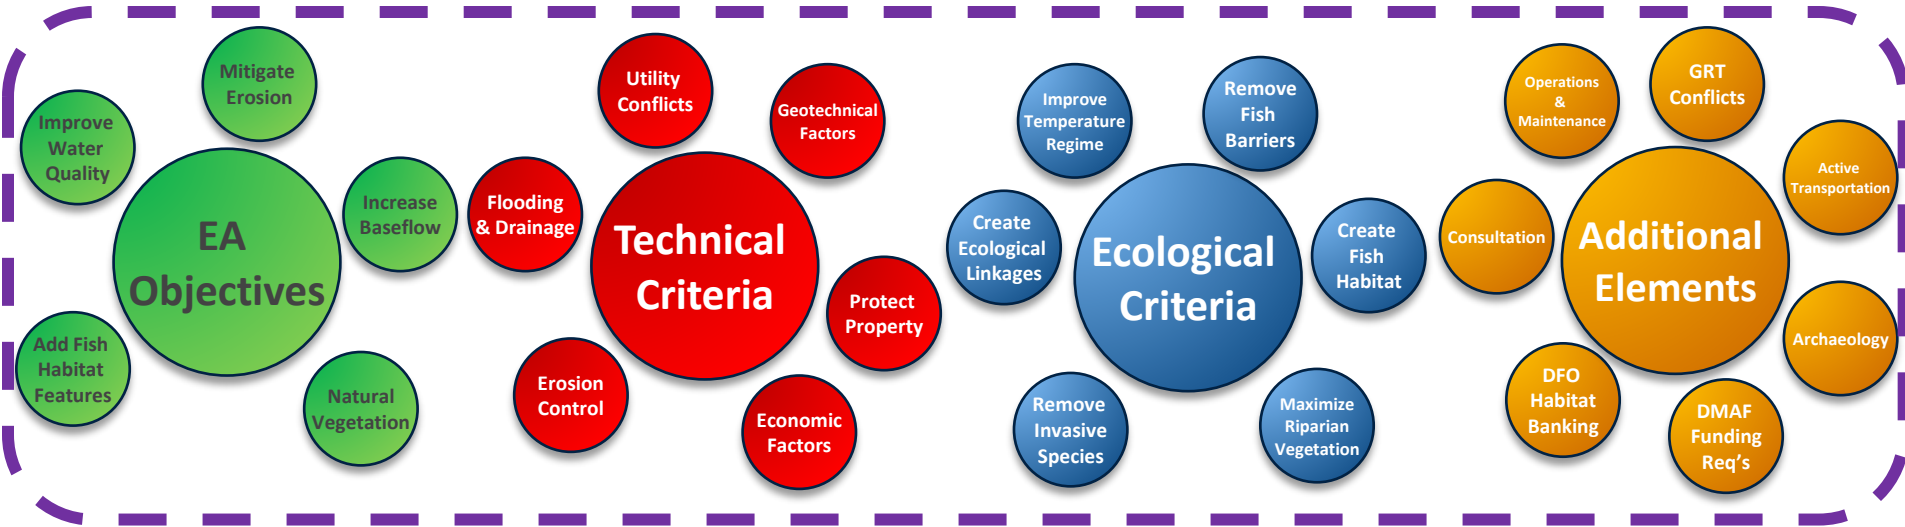 Mitigate
Erosion
Improve
Water
Quality
EA
Objectives
Increase
Baseflow
Add Fish
Habitat
Features
Natural
Vegetation
Utility
Conflicts
Geotechnical
Factors
Flooding
& Drainage
Technical
Criteria
Protect
Property
Erosion
Control
Economic
Factors
Improve
Temperature
Regime
Remove
Fish
Barriers
Create
Ecological
Linkages
Ecological
Criteria
Create
Fish
Habitat
Remove
Invasive
Species
Maximize
Riparian
Vegetation
Operations
&
Maintenance
GRT
Conflicts
Active
Transportation
Consultation
Additional
Elements
Archaeology
DFO
Habitat
Banking
DMAF
Funding
Req's